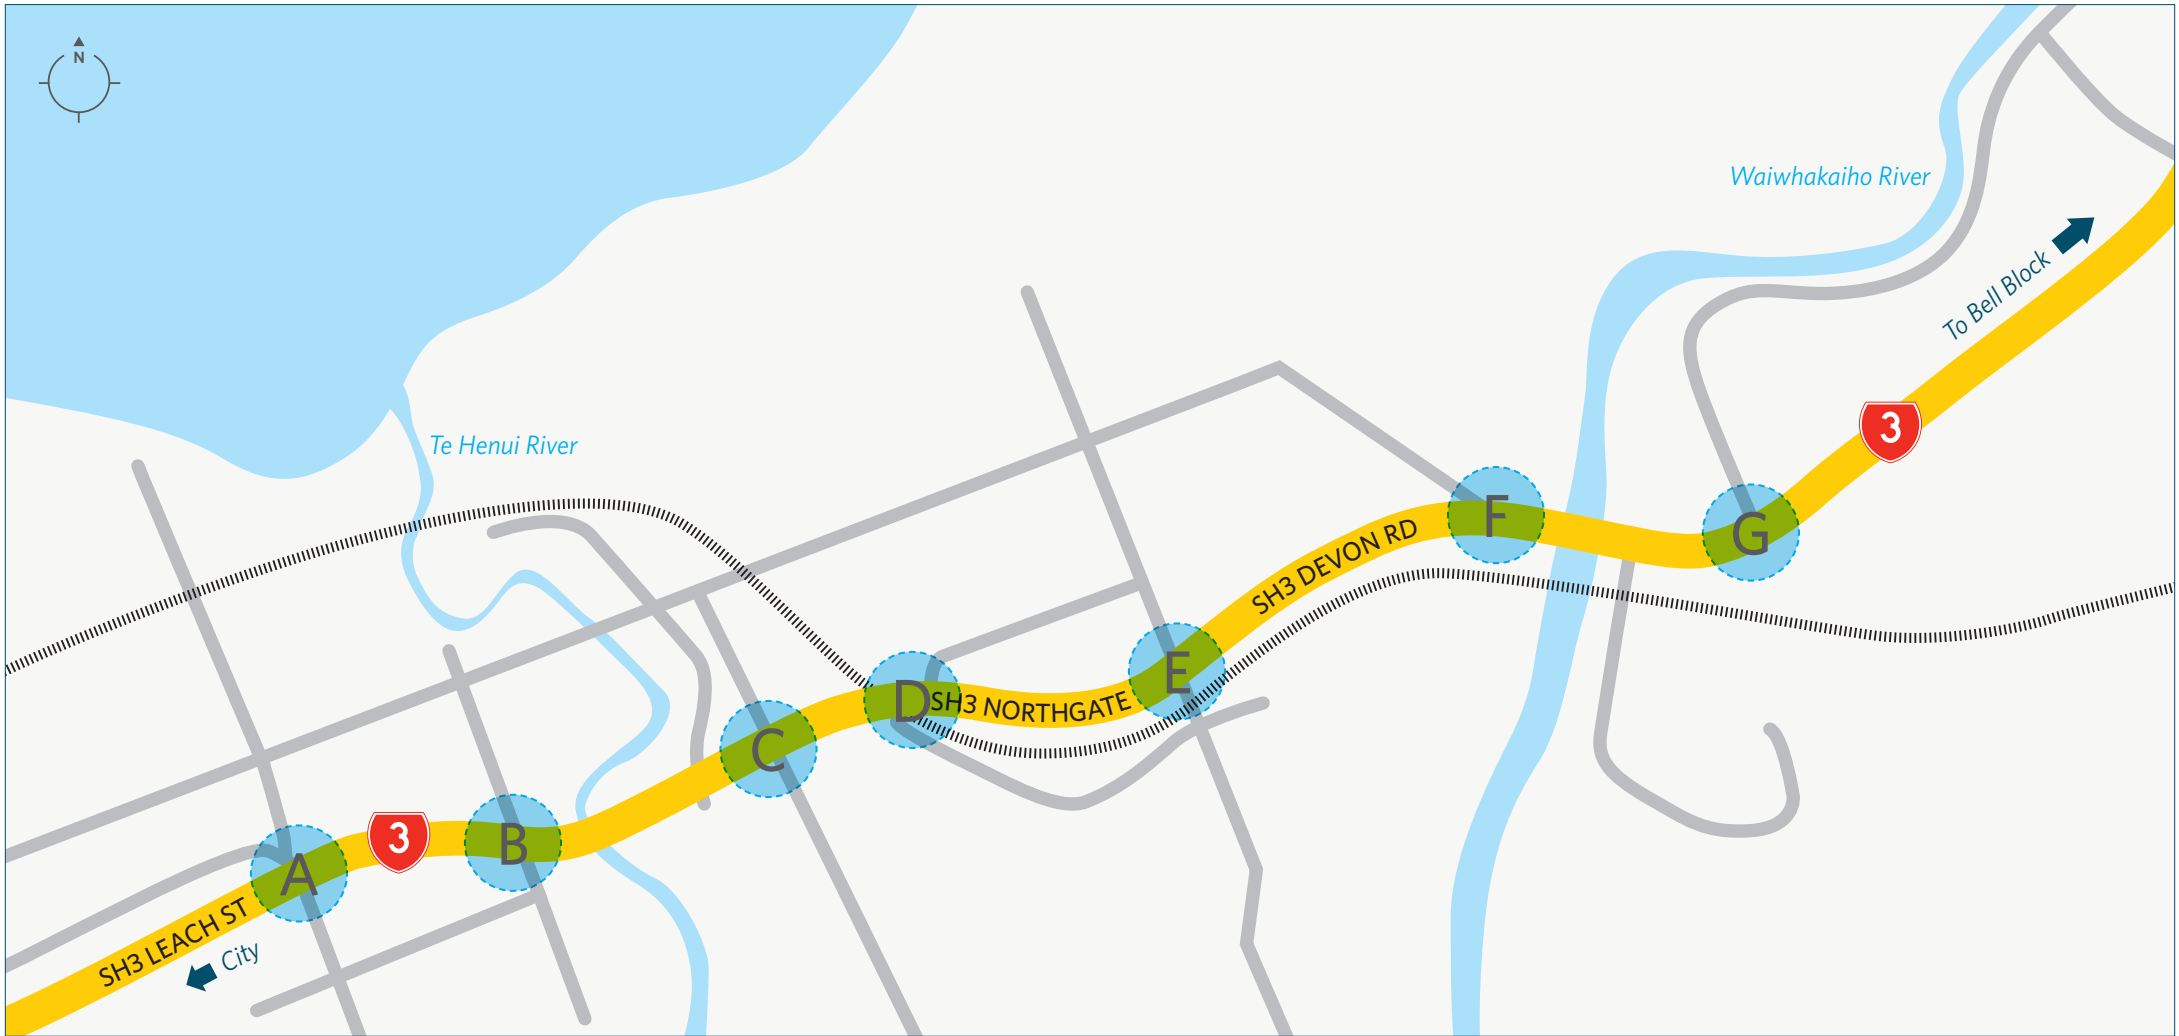 N
Waiwhakaiho River
To Bell Block
3
Te Henui River
F
G
SH3 DEVON RD
E
D
SH3 NORTHGATE
C
3
B
A
SH3 LEACH ST
City